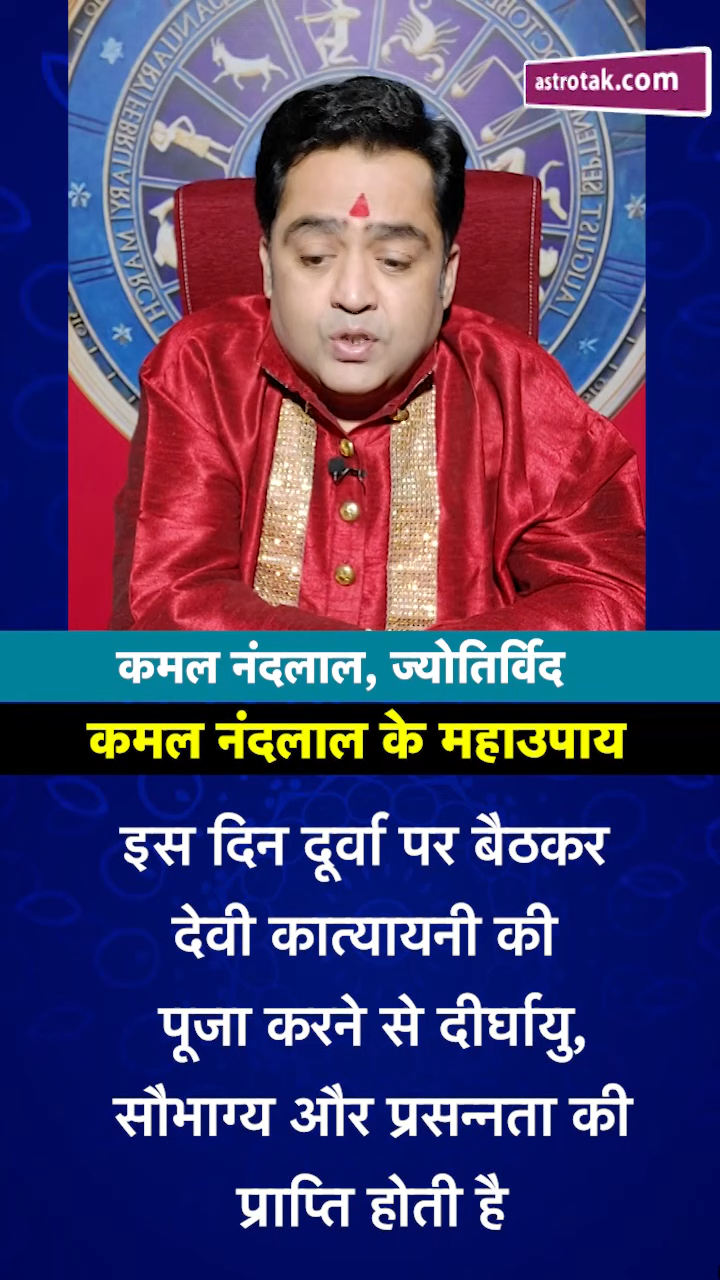 astrotak.com
कमल नंदलाल, ज्योतिर्विद
कमल नंदलाल के महाउपाय
इस दिन दूर्वा पर बैठकर
देवी कात्यायनी की
पूजा करने से दीर्घायु,
सौभाग्य और प्रसन्नता की
प्राप्ति होती है